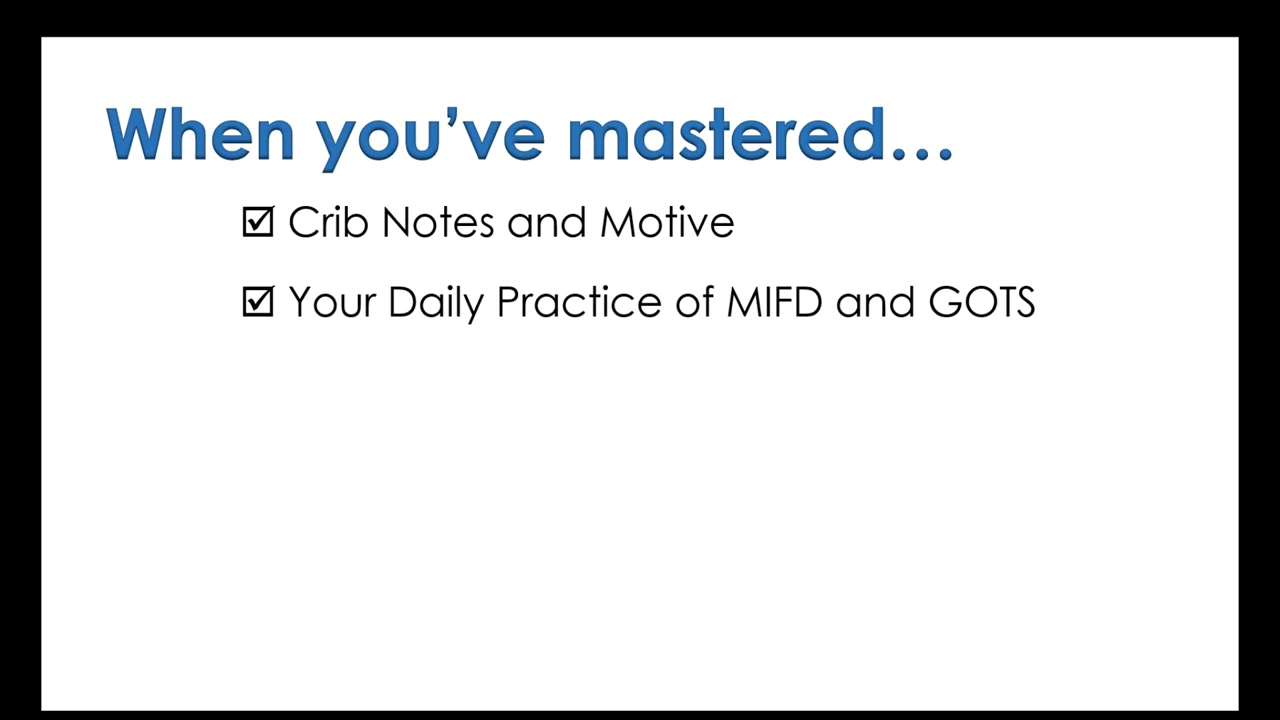 When you’ve mastered...
☑ Crib Notes and Motive
☑ Your Daily Practice of MIFD and GOTS